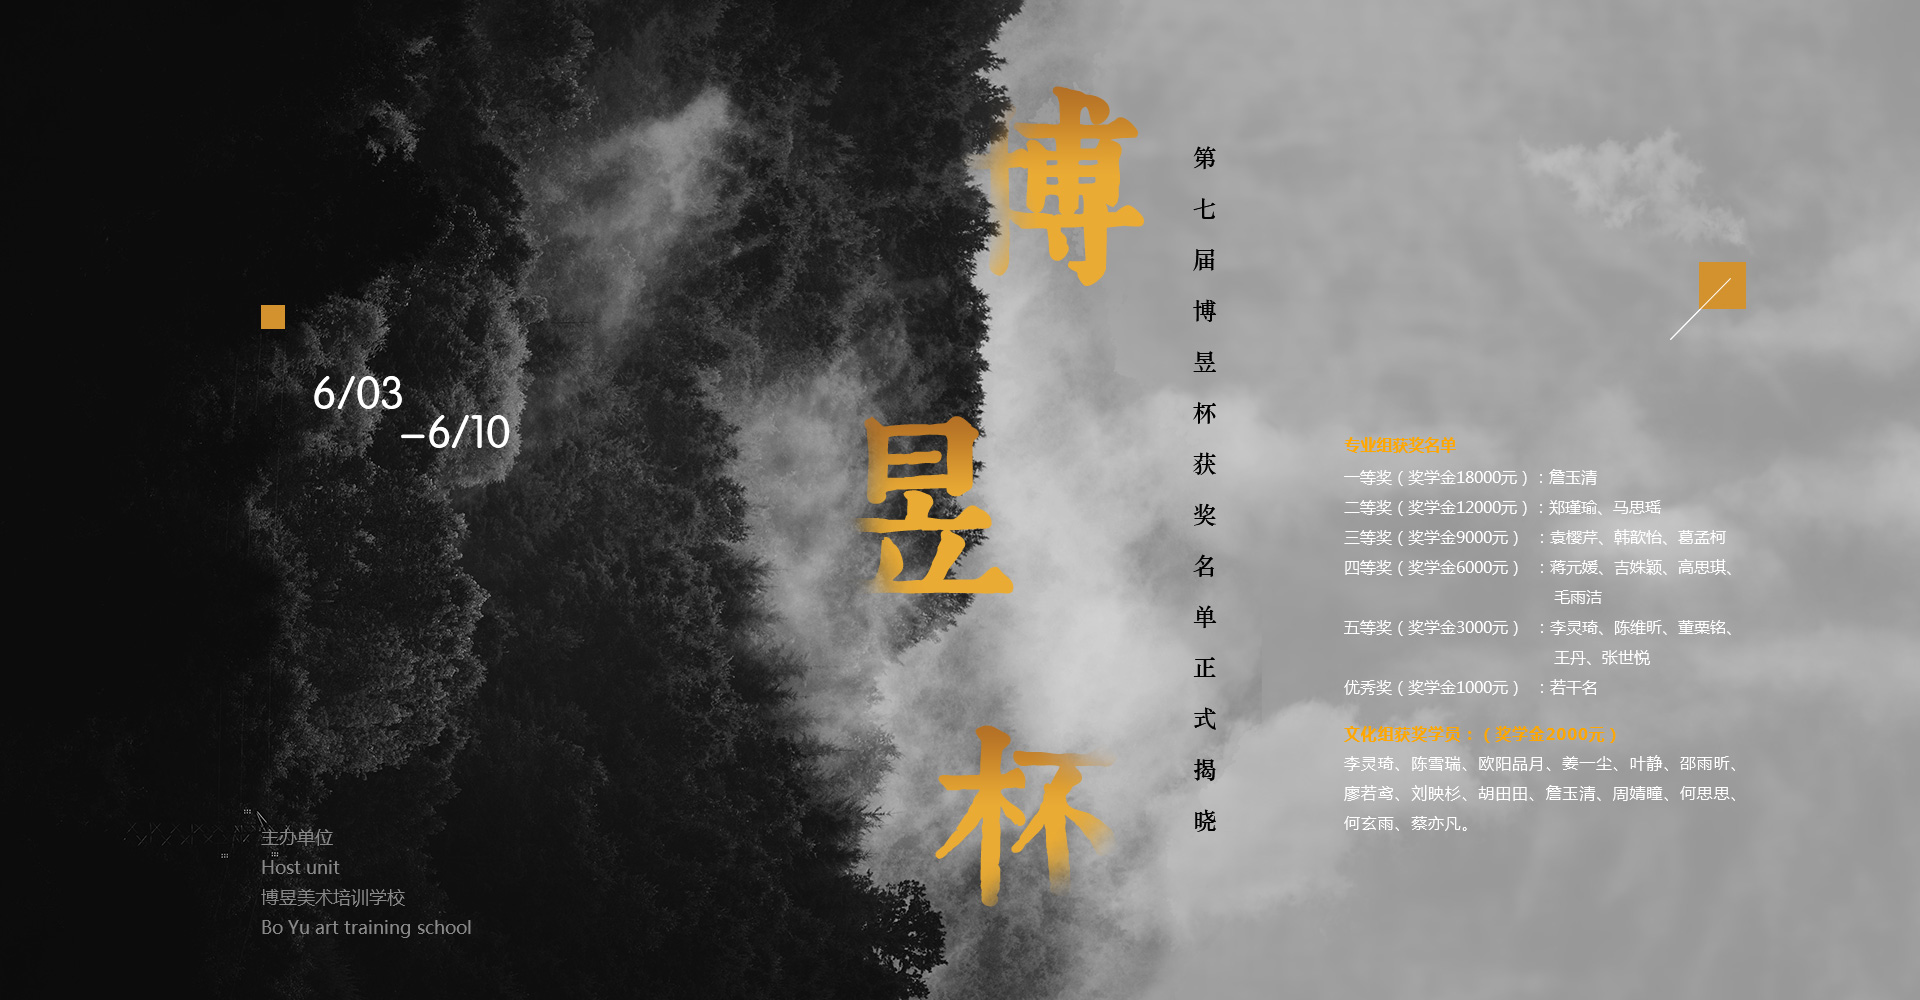 博昱杯
第七届博昱杯获奖名单正式揭晓
6/03
–6/10
专业组获奖名单
一等奖（奖学金18000元）：詹玉清
二等奖（奖学金12000元）：郑瑾瑜、马思瑶
三等奖（奖学金9000元）：袁樱芹、韩歆怡、葛孟柯
四等奖（奖学金6000元）：蒋元媛、吉姝颖、高思琪、
毛雨洁
五等奖（奖学金3000元）：李灵琦、陈维昕、董栗铭、
王丹、张世悦
优秀奖（奖学金1000元）：若干名
文化组获奖学员：（奖学金2000元）
李灵琦、陈雪瑞、欧阳品月、姜一尘、叶静、邵雨昕、
廖若鸢、刘映杉、胡田田、詹玉清、周婧曈、何思思、
何玄雨、蔡亦凡。
主办单位
Host unit
博昱美术培训学校
Bo Yu art training school